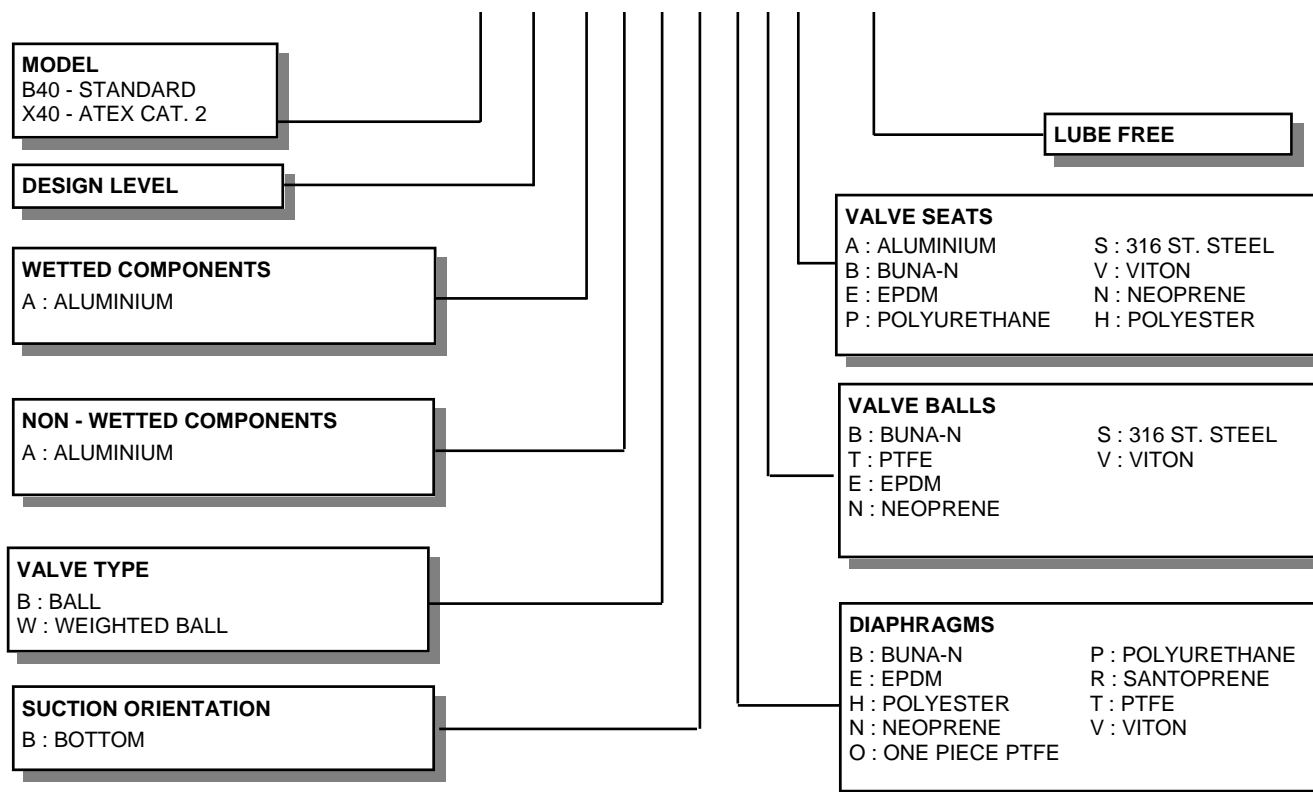 MODEL
B40 - STANDARD
X40 - ATEX CAT. 2
DESIGN LEVEL
WETTED COMPONENTS
A : ALUMINIUM
NON - WETTED COMPONENTS
A : ALUMINIUM
VALVE TYPE
B : BALL
W : WEIGHTED BALL
SUCTION ORIENTATION
B : BOTTOM
LUBE FREE
VALVE SEATS
A : ALUMINIUM S : 316 ST. STEEL
B : BUNA-N V : VITON
E : EPDM N : NEOPRENE
P : POLYURETHANE H : POLYESTER
VALVE BALLS
B : BUNA-N S : 316 ST. STEEL
T : PTFE V : VITON
E : EPDM
N : NEOPRENE
DIAPHRAGMS
B : BUNA-N P : POLYURETHANE
E : EPDM R : SANTOPRENE
H : POLYESTER T : PTFE
N : NEOPRENE V : VITON
O : ONE PIECE PTFE